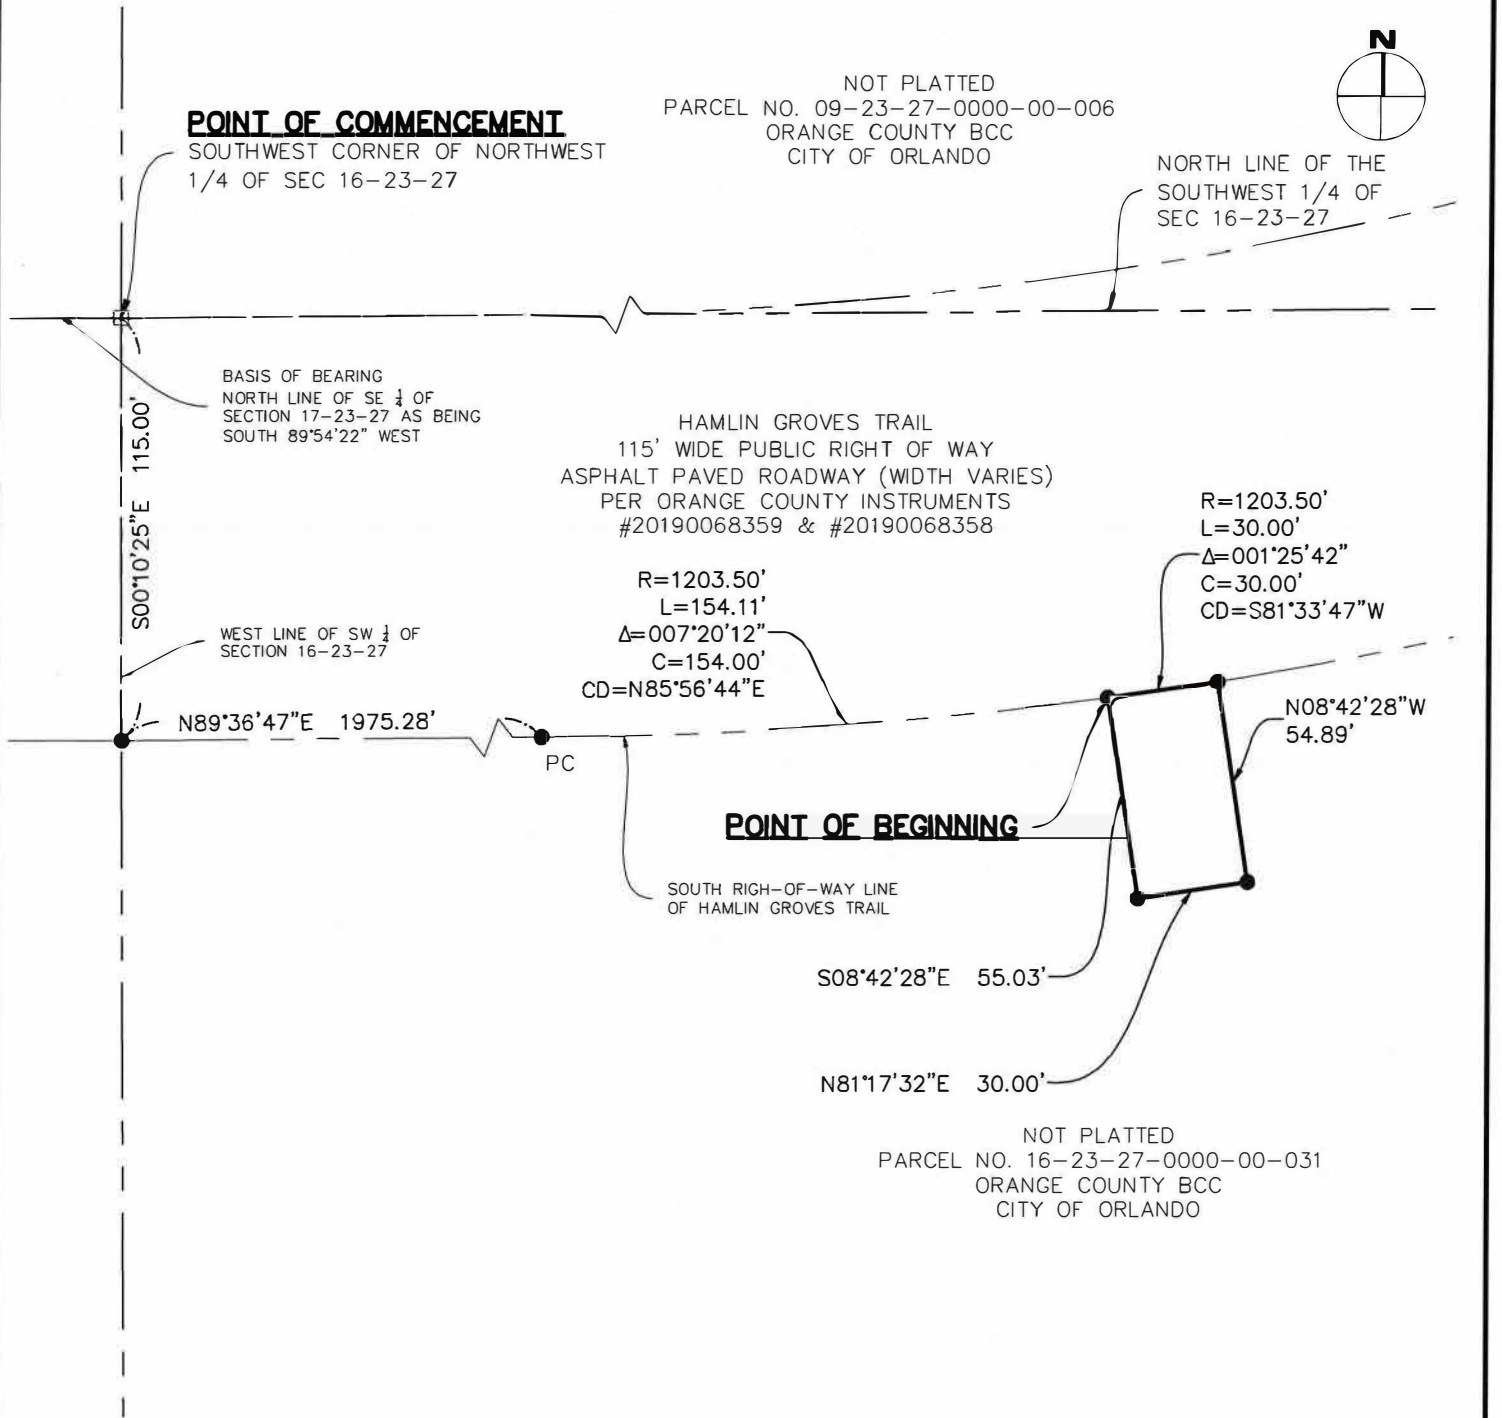 N
NOT PLATTED
PARCEL NO. 09-23-27-0000-00-006
ORANGE COUNTY BCC
CITY OF ORLANDO
POINT OF COMMENCEMENT
SOUTHWEST CORNER OF NORTHWEST
1/4 OF SEC 16-23-27
NORTH LINE OF THE
SOUTHWEST 1/4 OF
SEC 16-23-27
BASIS OF BEARING
NORTH LINE OF SE ¼ OF
SECTION 17-23-27 AS BEING
SOUTH 89°54'22" WEST
S00°10'25"E 115.00'
HAMLIN GROVES TRAIL
115' WIDE PUBLIC RIGHT OF WAY
ASPHALT PAVED ROADWAY (WIDTH VARIES)
PER ORANGE COUNTY INSTRUMENTS
#20190068359 & #20190068358
R=1203.50'
L=30.00'
Δ=001°25'42"
C=30.00'
CD=S81°33'47"W
R=1203.50'
L=154.11'
Δ=007°20'12"
C=154.00'
CD=N85°56'44"E
WEST LINE OF SW ¼ OF
SECTION 16-23-27
N89°36'47"E 1975.28'
PC
N08°42'28"W
54.89'
POINT OF BEGINNING
SOUTH RIGH-OF-WAY LINE
OF HAMLIN GROVES TRAIL
S08°42'28"E 55.03'
N81°17'32"E 30.00'
NOT PLATTED
PARCEL NO. 16-23-27-0000-00-031
ORANGE COUNTY BCC
CITY OF ORLANDO